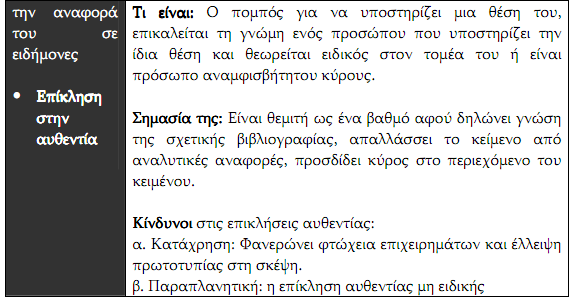 την αναφορά
του σε
ειδήμονες
• Επίκληση
στην
αυθεντία
Τι είναι: Ο πομπός για να υποστηρίζει μια θέση του,
επικαλείται τη γνώμη ενός προσώπου που υποστηρίζει την
ίδια θέση και θεωρείται ειδικός στον τομέα του ή είναι
πρόσωπο αναμφισβήτητου κύρους.
Σημασία της: Είναι θεμιτή ως ένα βαθμό αφού δηλώνει γνώση
της σχετικής βιβλιογραφίας, απαλλάσσει το κείμενο από
αναλυτικές αναφορές, προσδίδει κύρος στο περιεχόμενο του
κειμένου.
Κίνδυνοι στις επικλήσεις αυθεντίας:
α. Κατάχρηση: Φανερώνει φτώχεια επιχειρημάτων και έλλειψη
πρωτοτυπίας στη σκέψη.
β. Παραπλανητική: η επίκληση αυθεντίας μη ειδικής